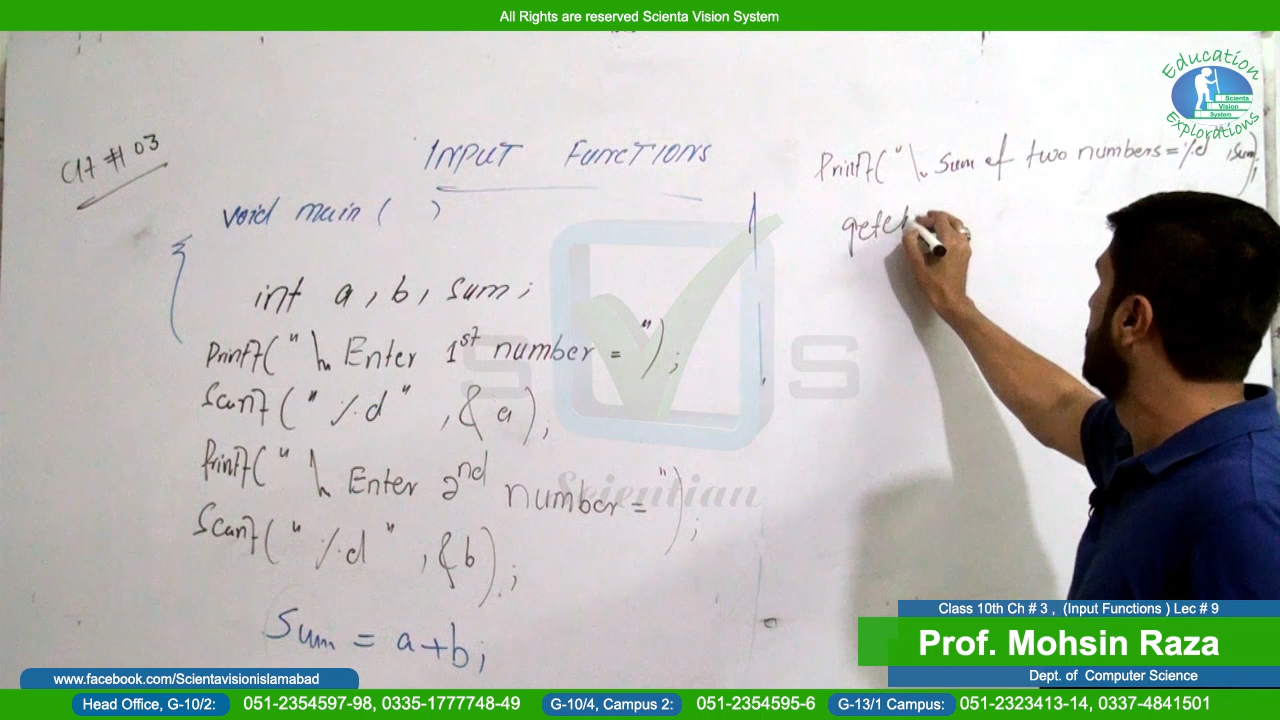 All Rights are reserved Scienta Vision System
Education
Scienta
Vision
System
Explorations
CH # 03
INPUT FUNCTIONS
void main ( )
{
int a, b, sum;
Printf(" \n Enter 1st number = ");
Scanf(" %d " , & a);
Printf(" \n Enter 2nd number = ");
Scanf(" %d " , & b);
Sum = a+b;
Printf(" \n Sum of two numbers = %d" , sum);
getch
S S
Scientian
Class 10th Ch # 3 , (Input Functions ) Lec # 9
Prof. Mohsin Raza
Dept. of Computer Science
www.facebook.com/Scientavisionislamabad
Head Office, G-10/2: 051-2354597-98, 0335-1777748-49 G-10/4, Campus 2: 051-2354595-6 G-13/1 Campus: 051-2323413-14, 0337-4841501